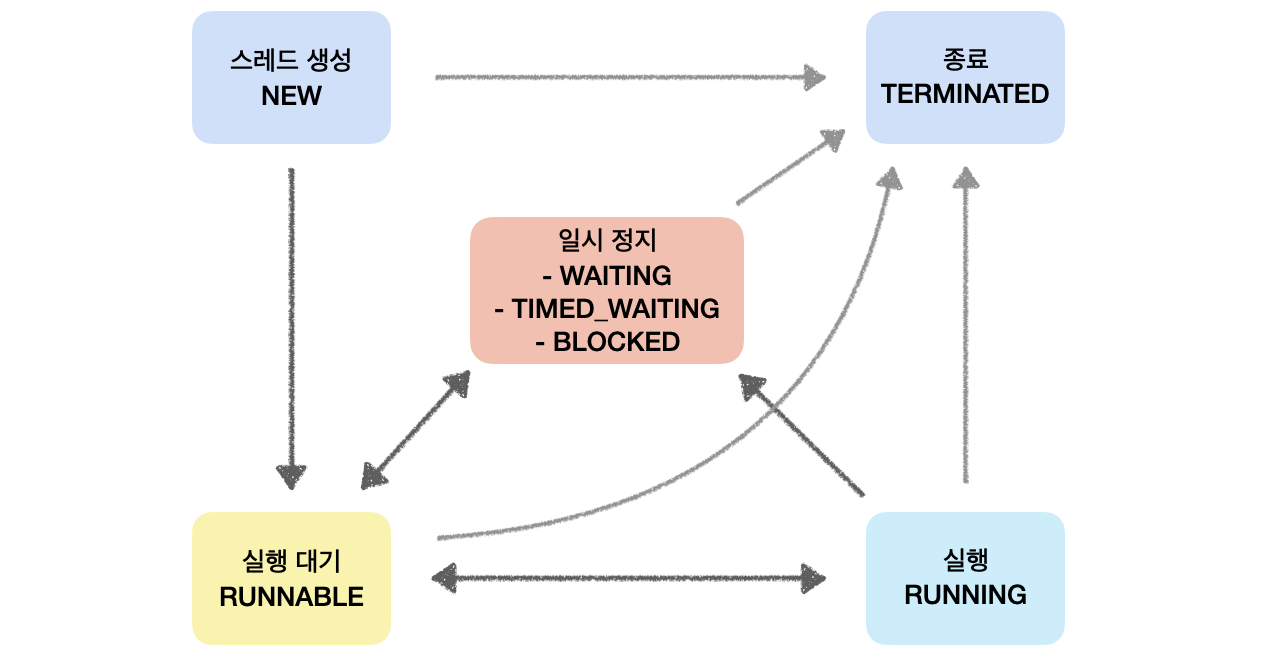 스레드 생성
NEW
종료
TERMINATED
일시 정지
- WAITING
- TIMED_WAITING
- BLOCKED
실행 대기
RUNNABLE
실행
RUNNING